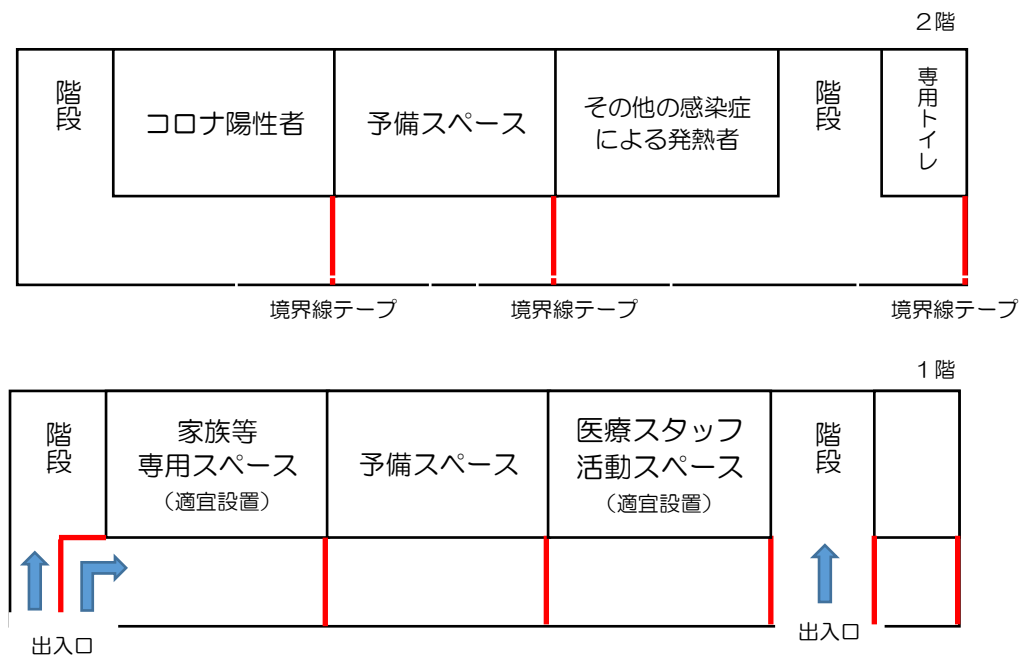 ２階
階段
コロナ陽性者
予備スペース
その他の感染症
による発熱者
階段
専用トイレ
境界線テープ
境界線テープ
境界線テープ
１階
階段
家族等
専用スペース
（適宜設置）
予備スペース
医療スタッフ
活動スペース
（適宜設置）
階段
出入口
出入口